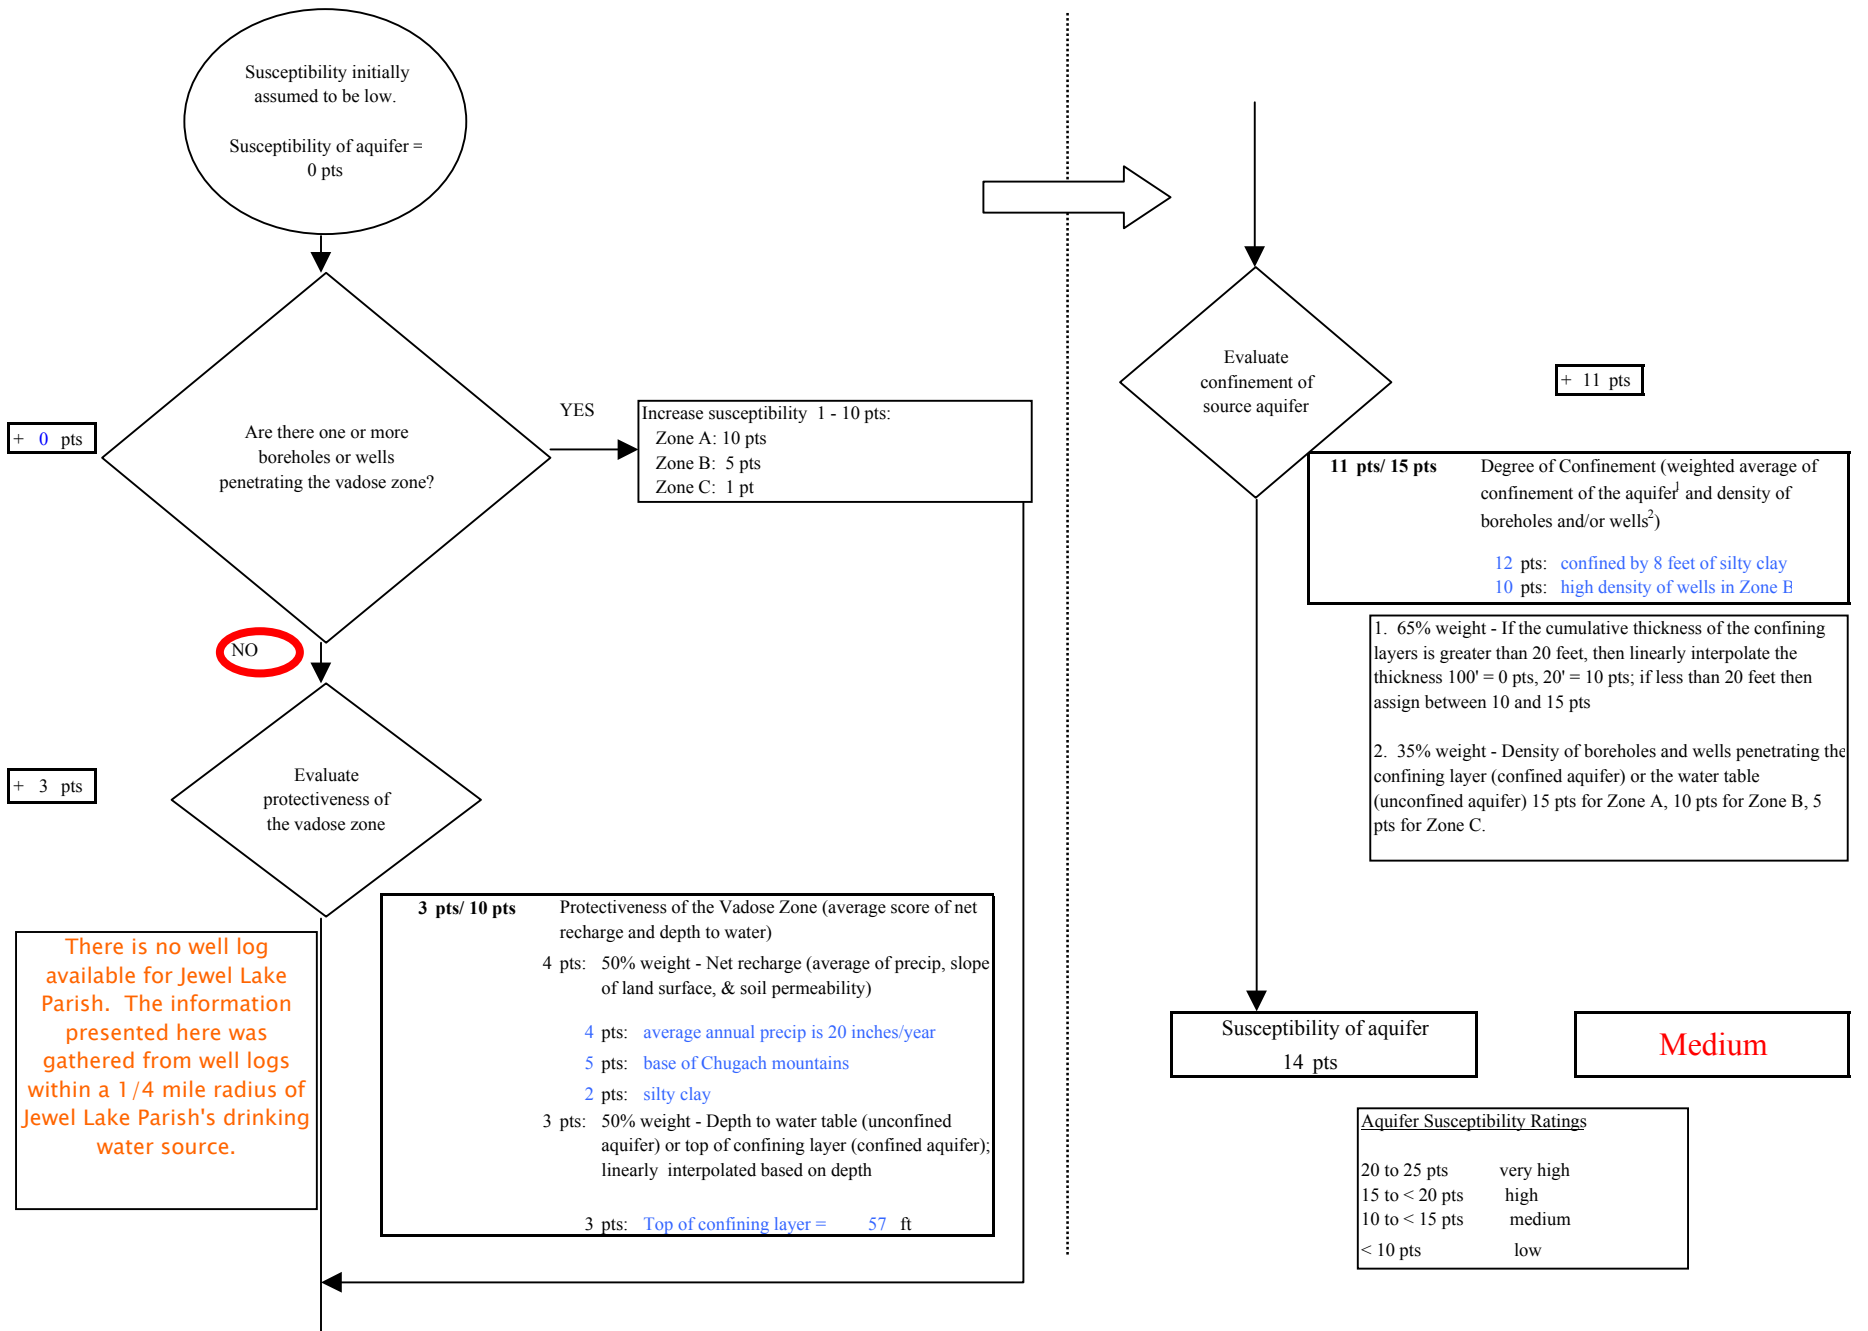 Susceptibility initially
assumed to be low.
Susceptibility of aquifer =
0 pts
+ 0 pts
Are there one or more
boreholes or wells
penetrating the vadose zone?
YES
Increase susceptibility 1 - 10 pts:
Zone A: 10 pts
Zone B: 5 pts
Zone C: 1 pt
NO
+ 3 pts
Evaluate
protectiveness of
the vadose zone
There is no well log
available for Jewel Lake
Parish. The information
presented here was
gathered from well logs
within a 1/4 mile radius of
Jewel Lake Parish's drinking
water source.
3 pts/ 10 pts Protectiveness of the Vadose Zone (average score of net
recharge and depth to water)
4 pts: 50% weight - Net recharge (average of precip, slope
of land surface, & soil permeability)
4 pts: average annual precip is 20 inches/year
5 pts: base of Chugach mountains
2 pts: silty clay
3 pts: 50% weight - Depth to water table (unconfined
aquifer) or top of confining layer (confined aquifer);
linearly interpolated based on depth
3 pts: Top of confining layer = 57 ft
Evaluate
confinement of
source aquifer
+ 11 pts
11 pts/ 15 pts Degree of Confinement (weighted average of
confinement of the aquifer1 and density of
boreholes and/or wells2)
12 pts: confined by 8 feet of silty clay
10 pts: high density of wells in Zone B
1. 65% weight - If the cumulative thickness of the confining
layers is greater than 20 feet, then linearly interpolate the
thickness 100' = 0 pts, 20' = 10 pts; if less than 20 feet then
assign between 10 and 15 pts
2. 35% weight - Density of boreholes and wells penetrating the
confining layer (confined aquifer) or the water table
(unconfined aquifer) 15 pts for Zone A, 10 pts for Zone B, 5
pts for Zone C.
Susceptibility of aquifer
14 pts
Medium
Aquifer Susceptibility Ratings
20 to 25 pts very high
15 to < 20 pts high
10 to < 15 pts medium
< 10 pts low